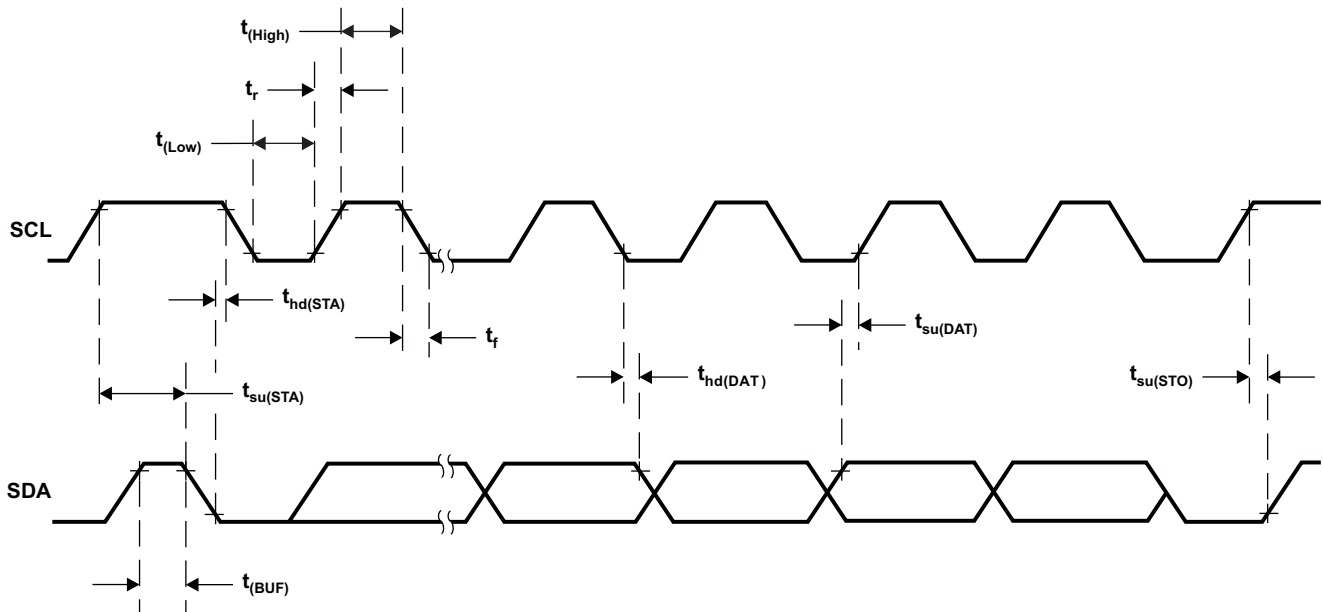 t(High)
tr
t(Low)
SCL
thd(STA)
tf
tsu(DAT)
thd(DAT)
tsu(STO)
tsu(STA)
SDA
t(BUF)